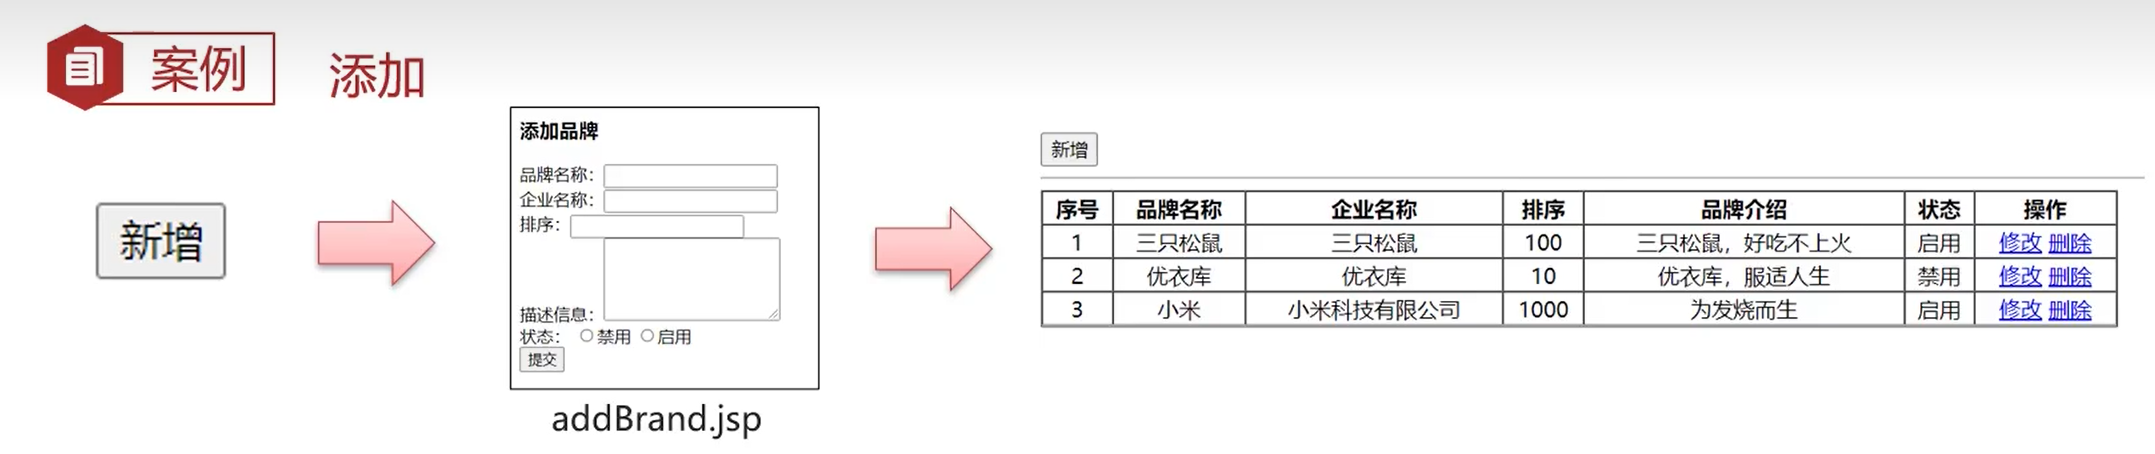 案例 添加
新增
添加品牌
品牌名称：
企业名称：
排序：
描述信息：
状态： 禁用 启用
提交
addBrand.jsp
新增
序号 品牌名称 企业名称 排序 品牌介绍 状态 操作
1 三只松鼠 三只松鼠 100 三只松鼠，好吃不上火 启用 修改 删除
2 优衣库 优衣库 10 优衣库，服适人生 禁用 修改 删除
3 小米 小米科技有限公司 1000 为发烧而生 启用 修改 删除